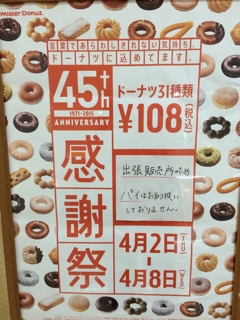 mister Donut
言葉であらわしきれない気持ち、
ドーナツに込めてます。
45th
1971-2015
ANNIVERSARY
ドーナツ31種類
¥108(税込)
感謝祭
出張販売所のため
パイはお取扱い
しておりません。
4月2日(THU)
-
4月8日(WED)